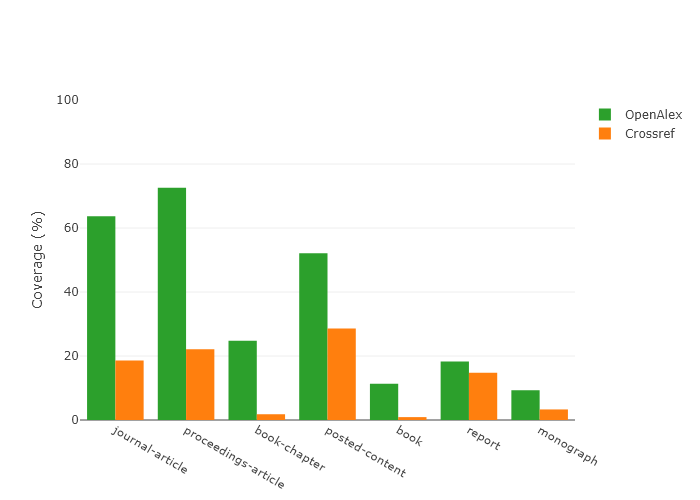 100
80
60
40
20
0
Coverage (%)
journal-article
proceedings-article
book-chapter
posted-content
book
report
monograph
OpenAlex
Crossref